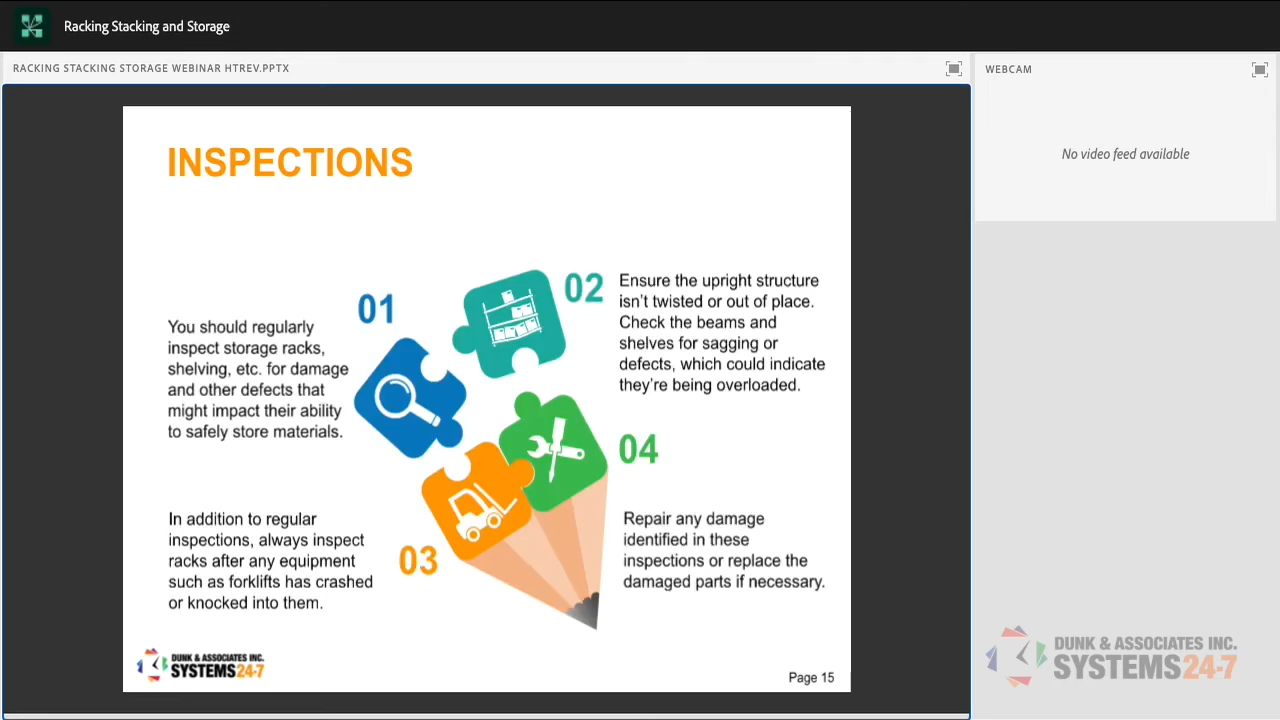 Racking Stacking and Storage
RACKING STACKING STORAGE WEBINAR HTREV.PPTX
WEBCAM
No video feed available
INSPECTIONS
01
You should regularly
inspect storage racks,
shelving, etc. for damage
and other defects that
might impact their ability
to safely store materials.
02
Ensure the upright structure
isn't twisted or out of place.
Check the beams and
shelves for sagging or
defects, which could indicate
they're being overloaded.
03
In addition to regular
inspections, always inspect
racks after any equipment
such as forklifts has crashed
or knocked into them.
04
Repair any damage
identified in these
inspections or replace the
damaged parts if necessary.
DUNK & ASSOCIATES INC.
SYSTEMS 24-7
Page 15
DUNK & ASSOCIATES INC.
SYSTEMS 24-7